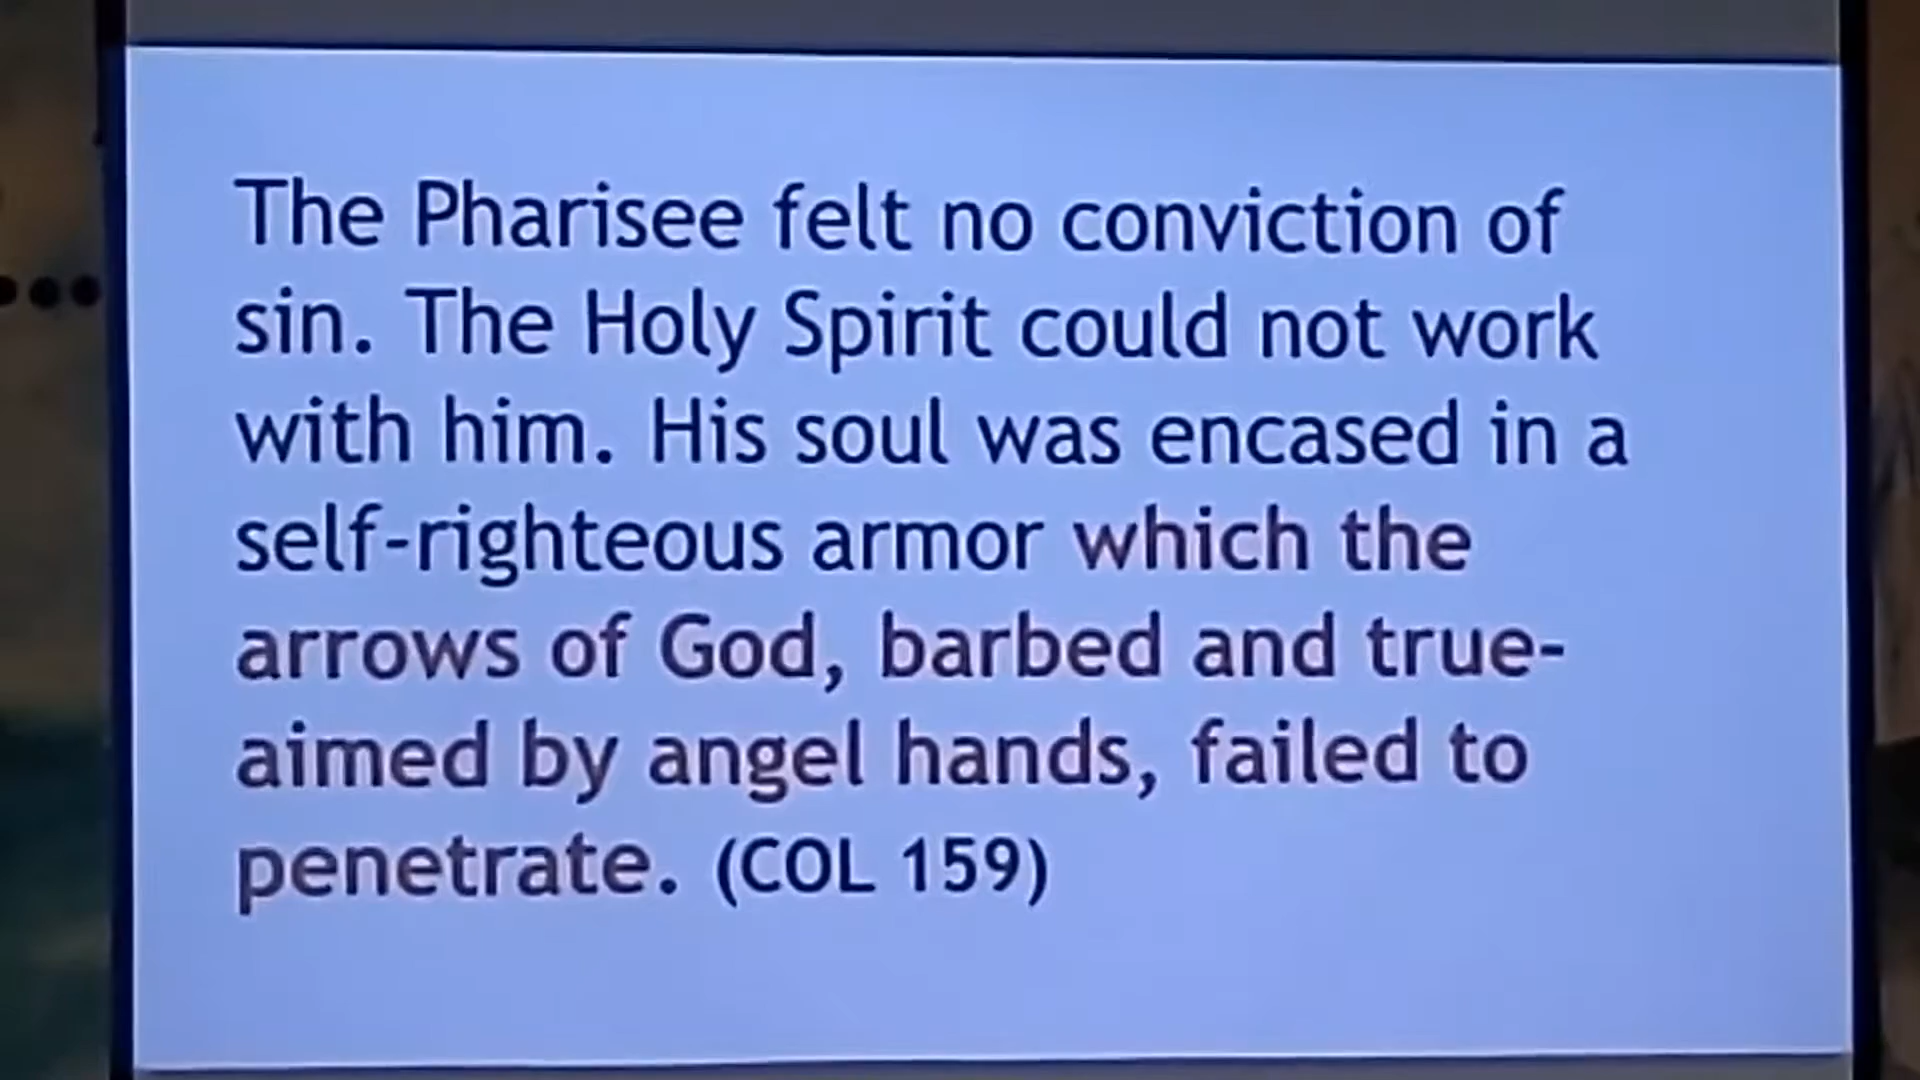 The Pharisee felt no conviction of
sin. The Holy Spirit could not work
with him. His soul was encased in a
self-righteous armor which the
arrows of God, barbed and true-
aimed by angel hands, failed to
penetrate. (COL 159)